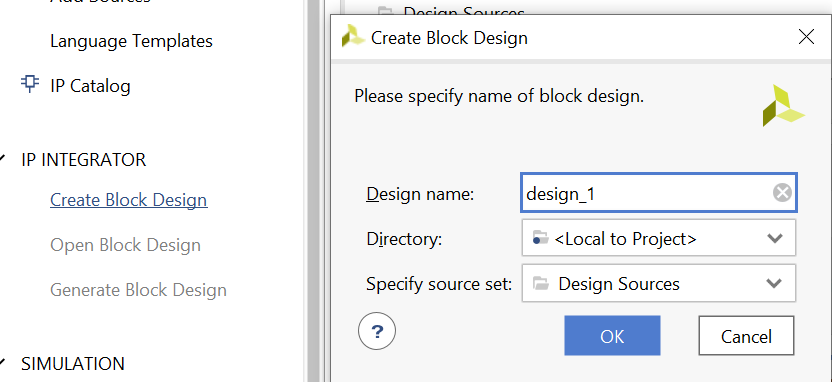 Add Sources
Language Templates
IP Catalog
IP INTEGRATOR
Create Block Design
Open Block Design
Generate Block Design
SIMULATION
Design Sources
Create Block Design
Please specify name of block design.
Design name: design_1
Directory: <Local to Project>
Specify source set: Design Sources
? OK Cancel